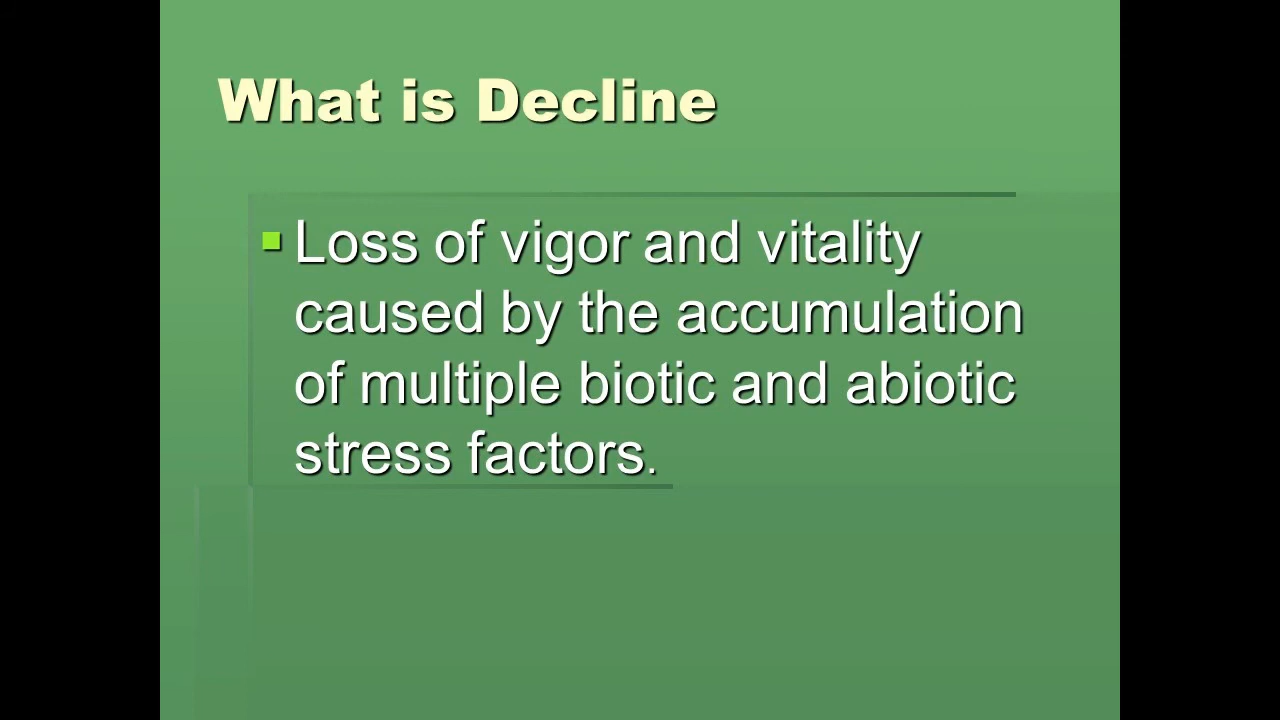 What is Decline
Loss of vigor and vitality
caused by the accumulation
of multiple biotic and abiotic
stress factors.